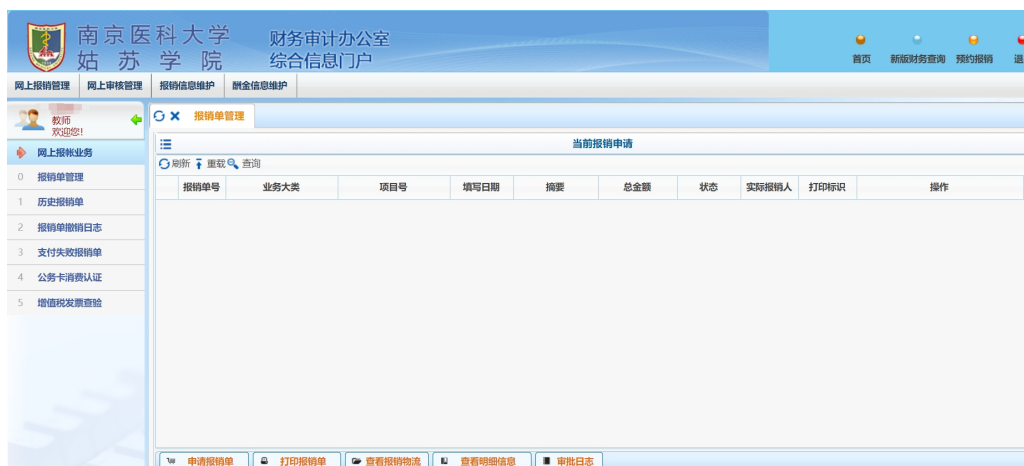 南京医科大学
姑苏学院
财务审计办公室
综合信息门户
首页 新版财务查询 预约报销 退
网上报销管理 网上审核管理 报销信息维护 酬金信息维护
教师
欢迎您!
报销单管理
网上报帐业务
0 报销单管理
1 历史报销单
2 报销单撤销日志
3 支付失败报销单
4 公务卡消费认证
5 增值税发票查验
当前报销申请
刷新 重载 查询
报销单号 业务大类 项目号 填写日期 摘要 总金额 状态 实际报销人 打印标识 操作
申请报销单 打印报销单 查看报销物流 查看明细信息 审批日志